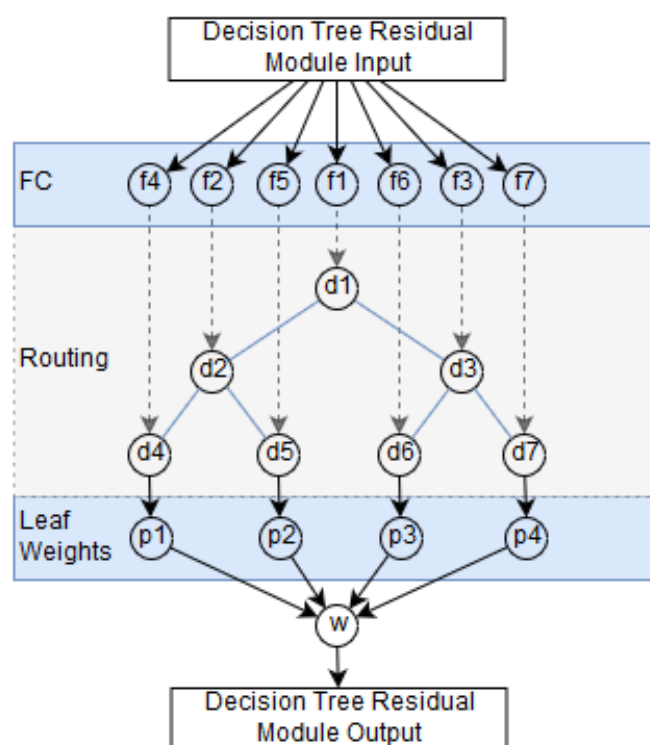 Decision Tree Residual
Module Input
FC
f4 f2 f5 f1 f6 f3 f7
d1
Routing
d2 d3
d4 d5 d6 d7
Leaf
Weights
p1 p2 p3 p4
w
Decision Tree Residual
Module Output